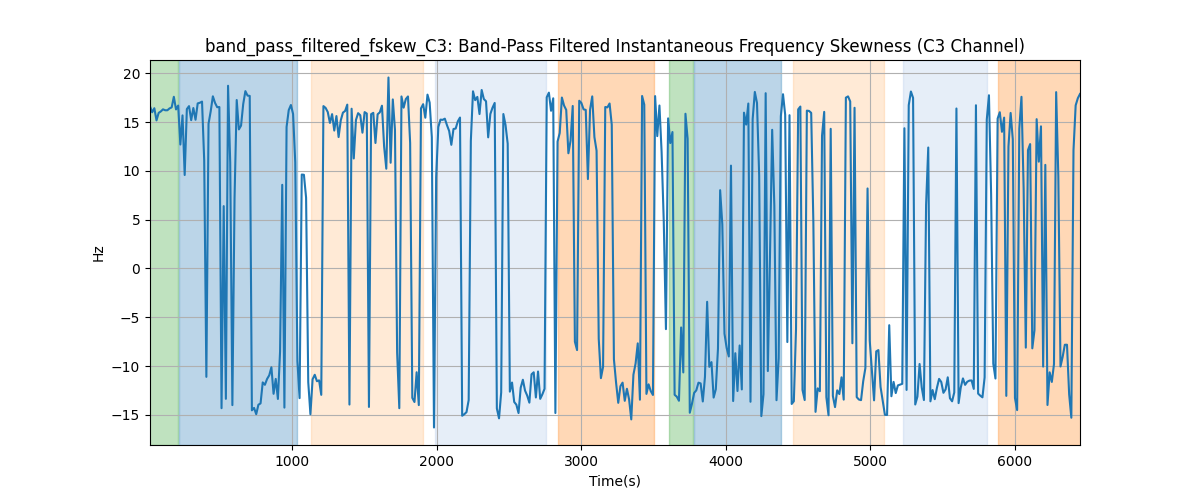 band_pass_filtered_fskew_C3: Band-Pass Filtered Instantaneous Frequency Skewness (C3 Channel)
20
15
10
5
0
−5
−10
−15
Hz
1000 2000 3000 4000 5000 6000
Time(s)